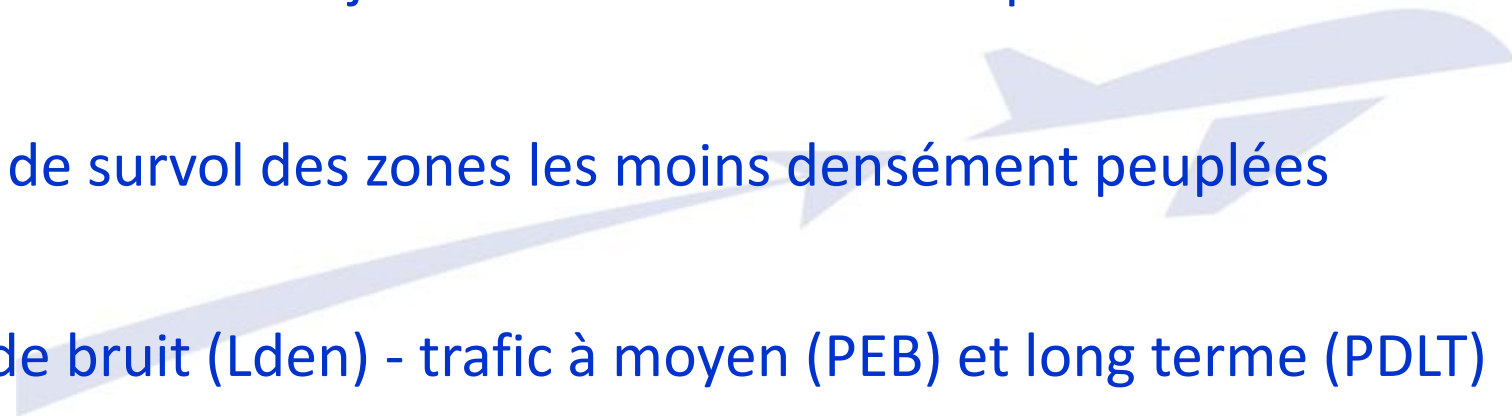 de survol des zones les moins densément peuplées
de bruit (Lden) - trafic à moyen (PEB) et long terme (PDLT)